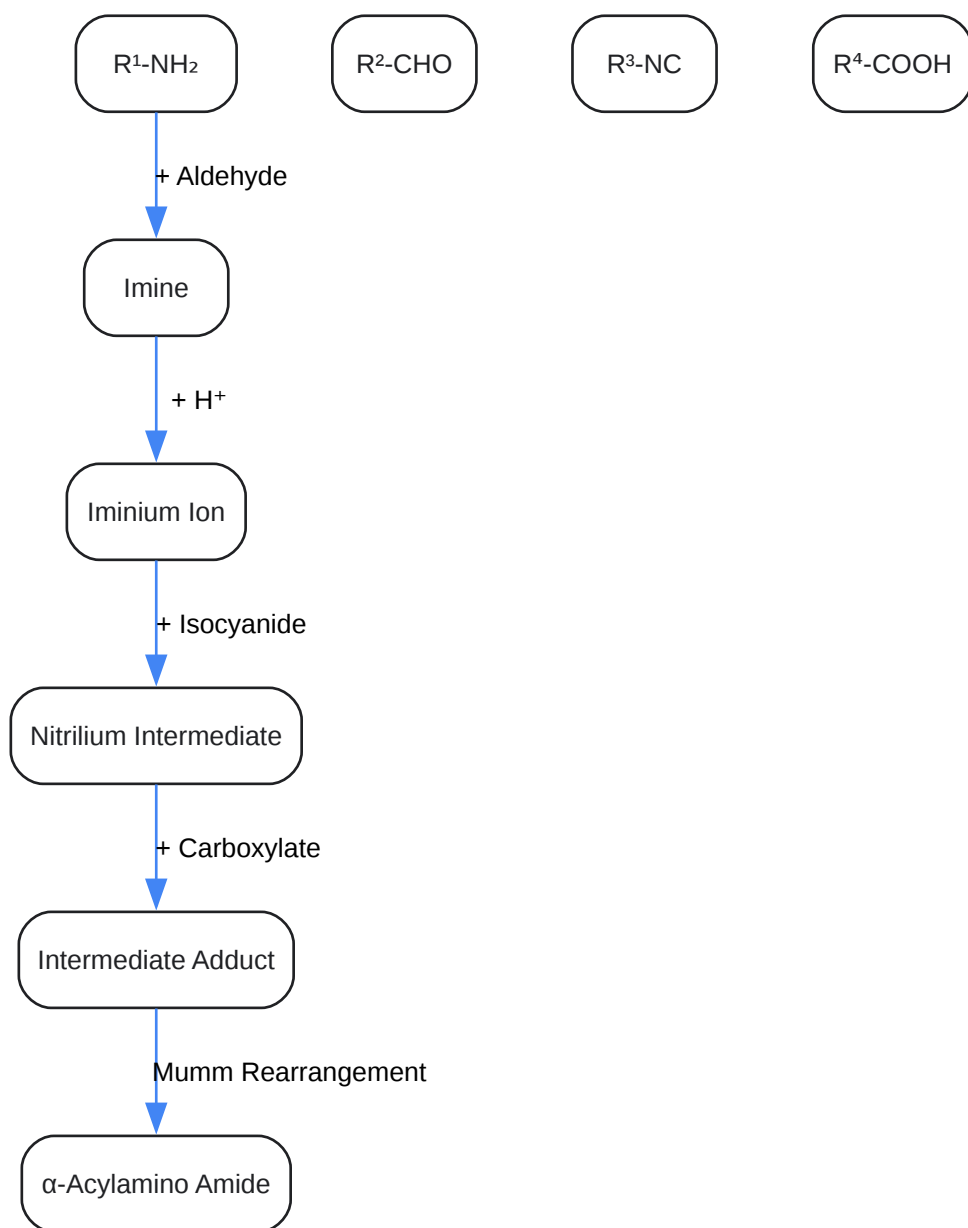 R¹-NH₂
R²-CHO
R³-NC
R⁴-COOH
+ Aldehyde
Imine
+ H⁺
Iminium Ion
+ Isocyanide
Nitrilium Intermediate
+ Carboxylate
Intermediate Adduct
Mumm Rearrangement
α-Acylamino Amide